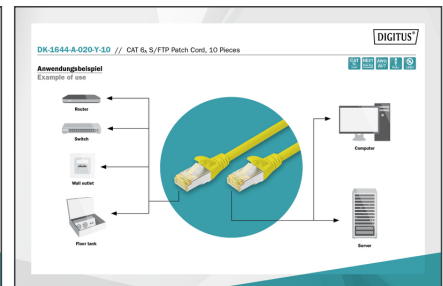 DIGITUS®
DK-1644-A-020-Y-10 // CAT 6A S/FTP Patch Cord, 10 Pieces
Anwendungsbeispiel
Example of use
Router
Switch
Wall outlet
Floor tank
Computer
Server